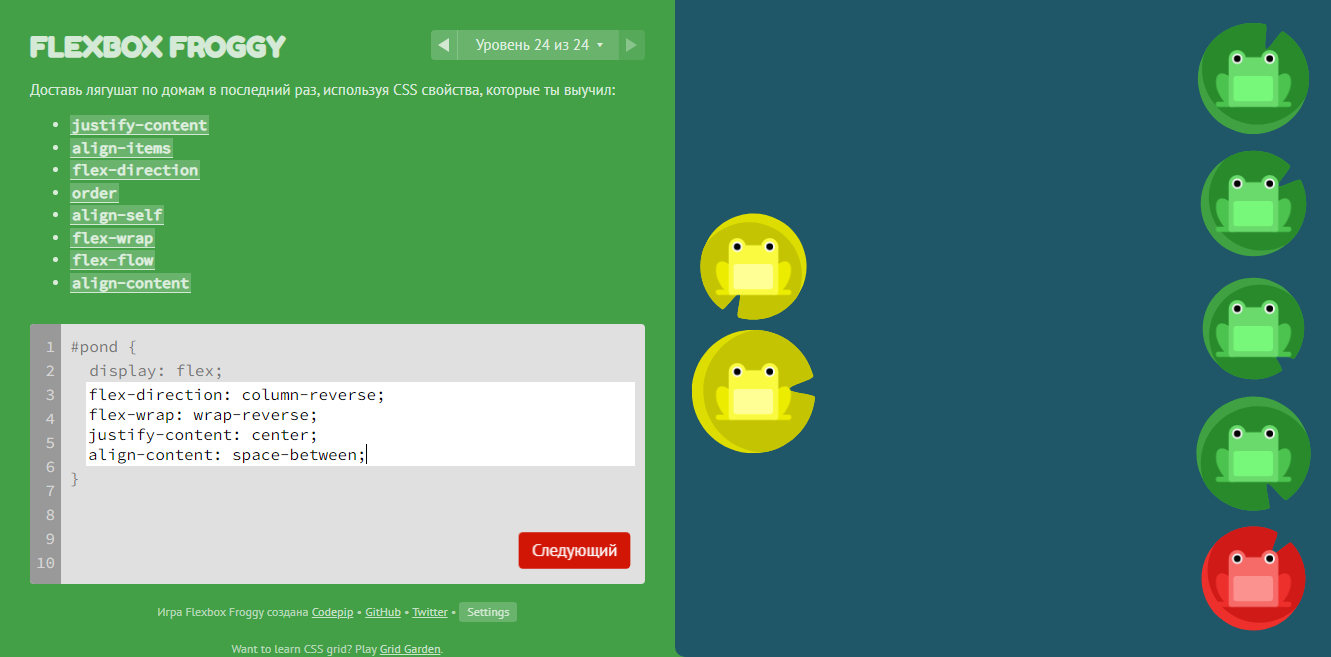 FLEXBOX FROGGY
◀ Уровень 24 из 24 ▾ ▶
Доставь лягушат по домам в последний раз, используя CSS свойства, которые ты выучил:
• justify-content
• align-items
• flex-direction
• order
• align-self
• flex-wrap
• flex-flow
• align-content
1 #pond {
2 display: flex;
3 flex-direction: column-reverse;
4 flex-wrap: wrap-reverse;
5 justify-content: center;
6 align-content: space-between;
7 }
8
9
10
Следующий
Игра Flexbox Froggy создана Codepip • GitHub • Twitter • Settings
Want to learn CSS grid? Play Grid Garden.